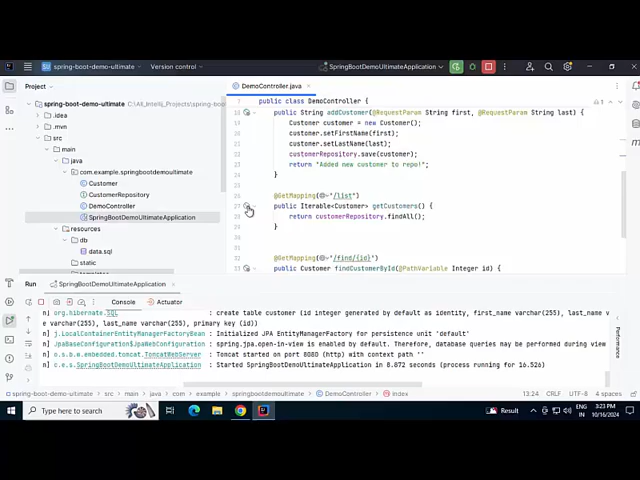 spring-boot-demo-ultimate
Version control
SpringBootDemoUltimateApplication
Project
DemoController.java
spring-boot-demo-ultimate C:\All_Intellij_Projects\spring-bo
.idea
.mvn
src
main
java
com.example.springbootdemoultimate
Customer
CustomerRepository
DemoController
SpringBootDemoUltimateApplication
resources
db
data.sql
static
public class DemoController {
public String addCustomer(@RequestParam String first, @RequestParam String last) {
Customer customer = new Customer();
customer.setFirstName(first);
customer.setLastName(last);
customerRepository.save(customer);
return "Added new customer to repo!";
}
@GetMapping("/list")
public Iterable<Customer> getCustomers() {
return customerRepository.findAll();
}
@GetMapping("/find/{id}")
public Customer findCustomerById(@PathVariable Integer id) {
Run SpringBootDemoUltimateApplication
Console Actuator
n] org.hibernate.SQL : create table customer (id integer generated by default as identity, first_name varchar(255), last_name v
ar varchar(255), last_name varchar(255), primary key (id))
n] j.LocalContainerEntityManagerFactoryBean : Initialized JPA EntityManagerFactory for persistence unit 'default'
n] JpaBaseConfiguration$JpaWebConfiguration : spring.jpa.open-in-view is enabled by default. Therefore, database queries may be performed during view
n] o.s.b.w.embedded.tomcat.TomcatWebServer : Tomcat started on port 8080 (http) with context path ''
n] c.e.s.SpringBootDemoUltimateApplication : Started SpringBootDemoUltimateApplication in 8.872 seconds (process running for 16.526)
Performance
spring-boot-demo-ultimate src main java com example springbootdemoultimate DemoController index
13:24 CRLF UTF-8 4 spaces
Type here to search
Result
ENG
IN
3:23 PM
10/16/2024